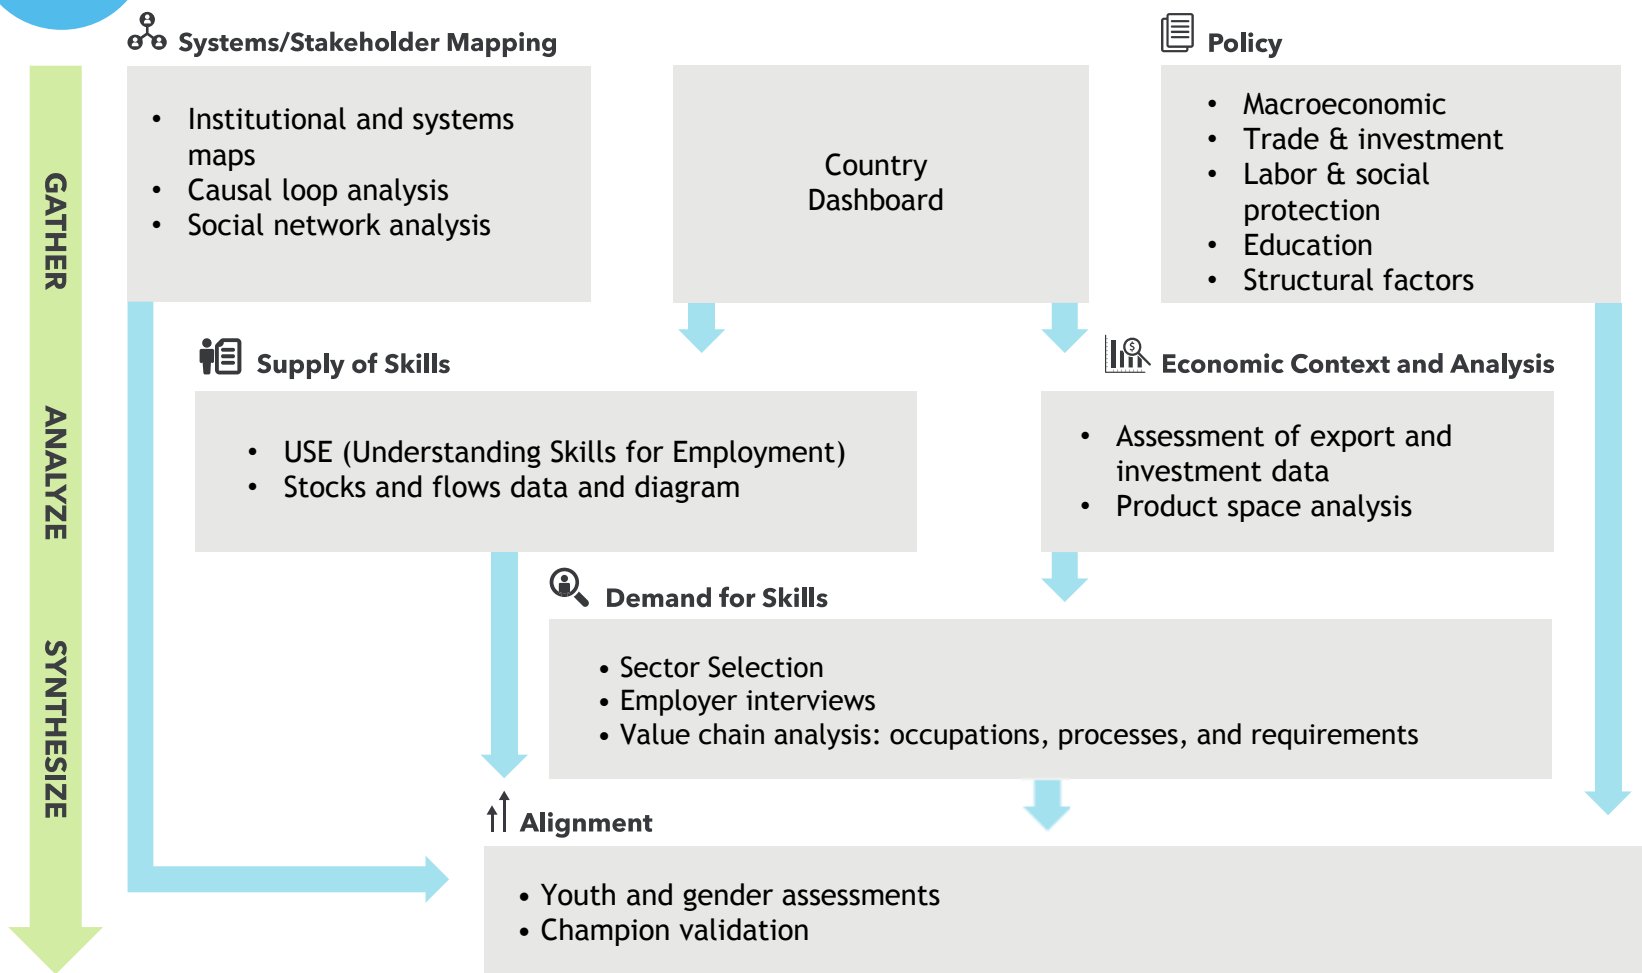 Systems/Stakeholder Mapping
• Institutional and systems
maps
• Causal loop analysis
• Social network analysis
Country
Dashboard
Policy
• Macroeconomic
• Trade & investment
• Labor & social
protection
• Education
• Structural factors
GATHER
Supply of Skills
• USE (Understanding Skills for Employment)
• Stocks and flows data and diagram
Economic Context and Analysis
• Assessment of export and
investment data
• Product space analysis
ANALYZE
Demand for Skills
• Sector Selection
• Employer interviews
• Value chain analysis: occupations, processes, and requirements
SYNTHESIZE
Alignment
• Youth and gender assessments
• Champion validation